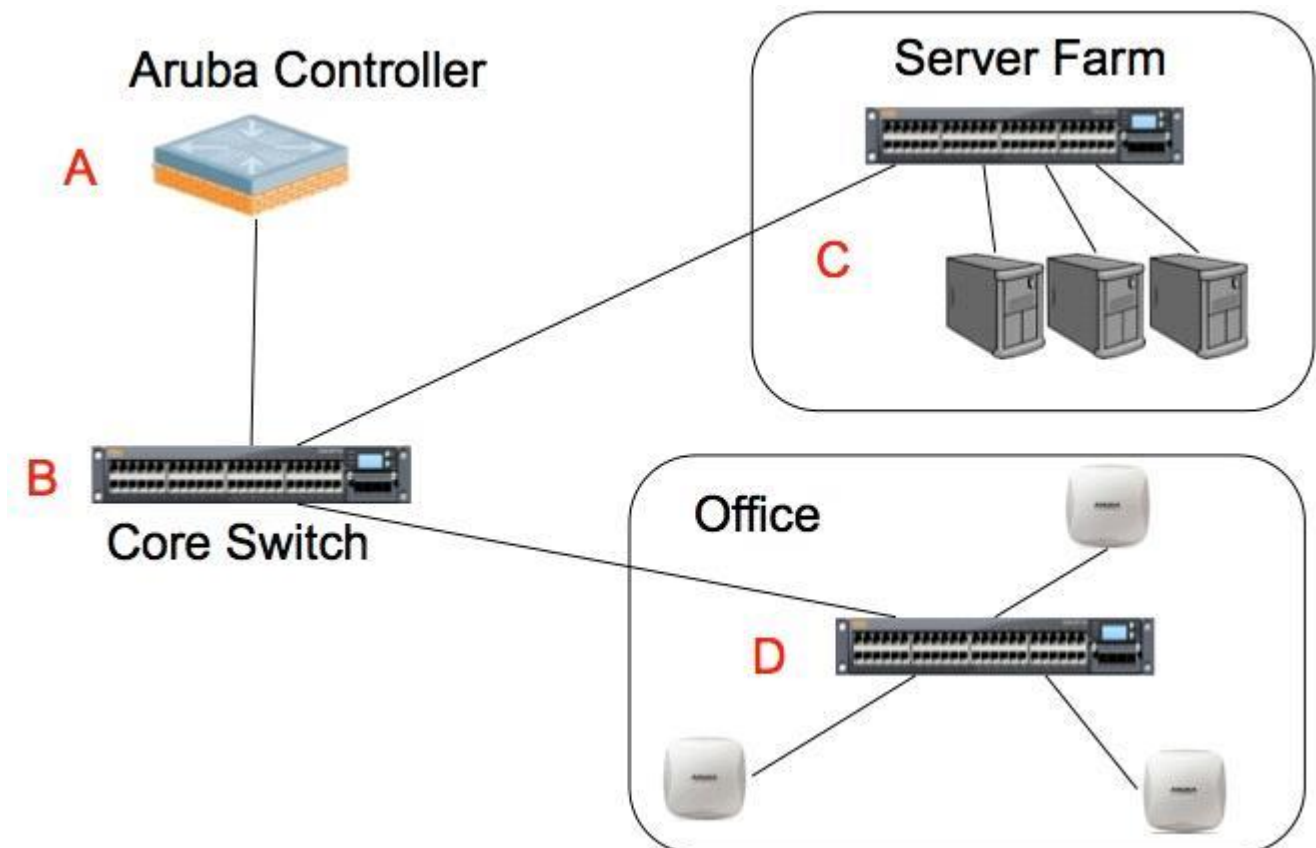 Aruba Controller
A
Server Farm
C
B
Core Switch
Office
D